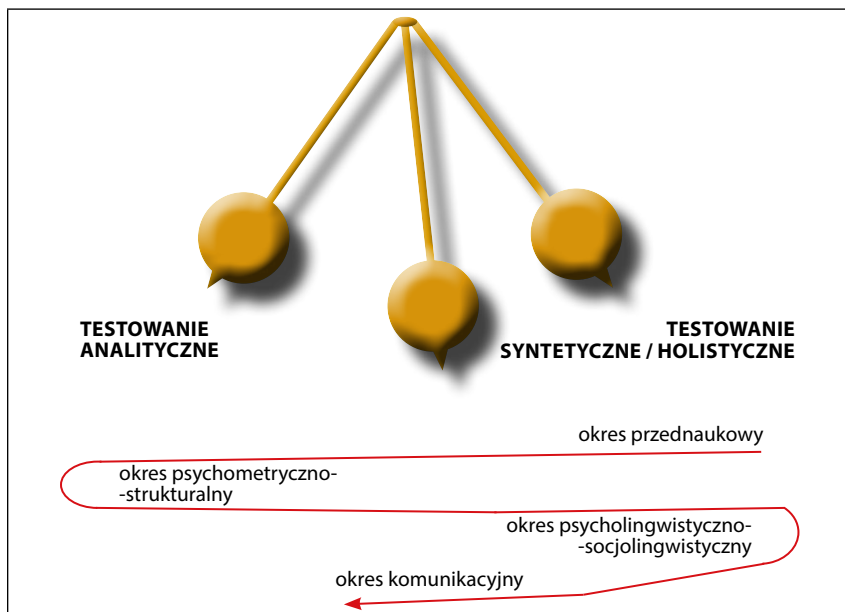 TESTOWANIE
ANALITYCZNE
TESTOWANIE
SYNTETYCZNE / HOLISTYCZNE
okres przednaukowy
okres psychometryczno-
-strukturalny
okres psycholingwistyczno-
-socjolingwistyczny
okres komunikacyjny